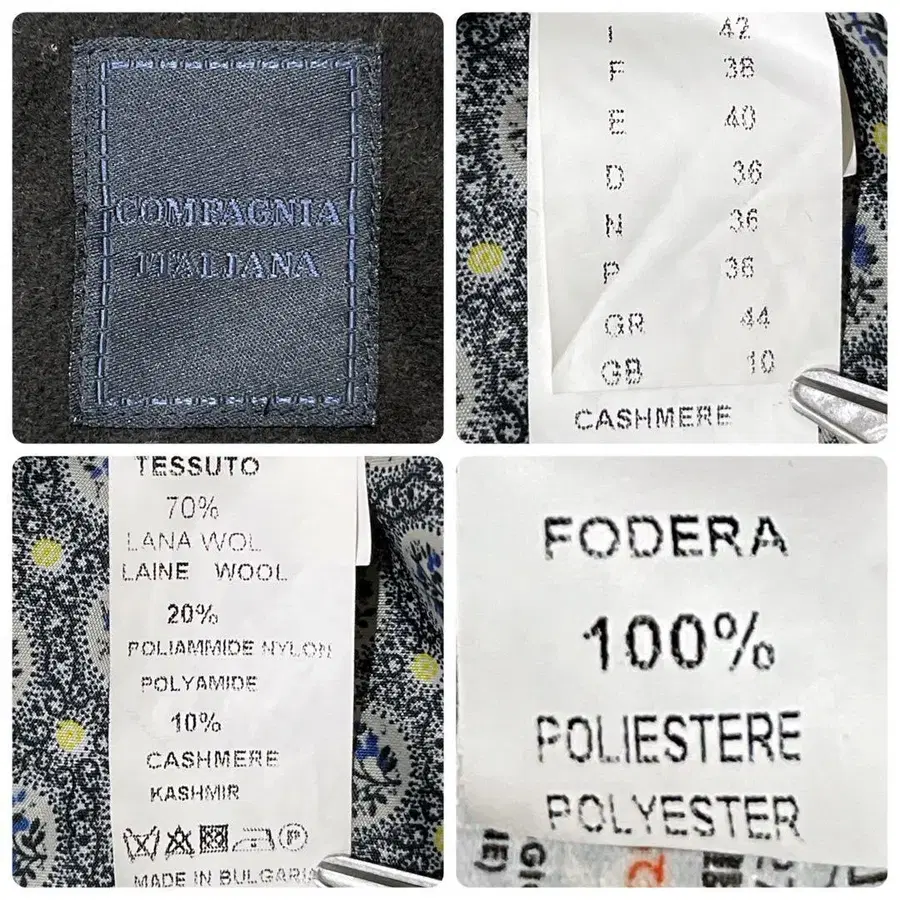 COMPAGNIA
ITALIANA
I 42
F 38
E 40
D 36
N 36
P 38
GR 44
GB 10
CASHMERE
TESSUTO
70%
LANA WOL
LAINE WOOL
20%
POLIAMMIDE NYLON
POLYAMIDE
10%
CASHMERE
KASHMIR
P
MADE IN BULGARIA
FODERA
100%
POLIESTERE
POLYESTER